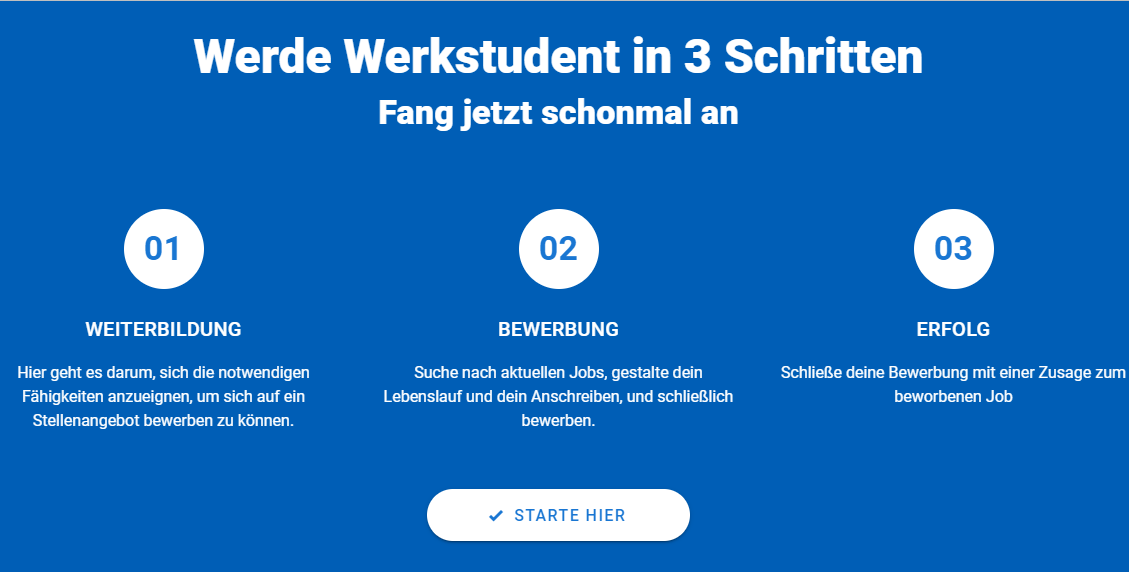 Werde Werkstudent in 3 Schritten
Fang jetzt schonmal an
01
WEITERBILDUNG
Hier geht es darum, sich die notwendigen
Fähigkeiten anzueignen, um sich auf ein
Stellenangebot bewerben zu können.
02
BEWERBUNG
Suche nach aktuellen Jobs, gestalte dein
Lebenslauf und dein Anschreiben, und schließlich
bewerben.
03
ERFOLG
Schließe deine Bewerbung mit einer Zusage zum
beworbenen Job
STARTE HIER